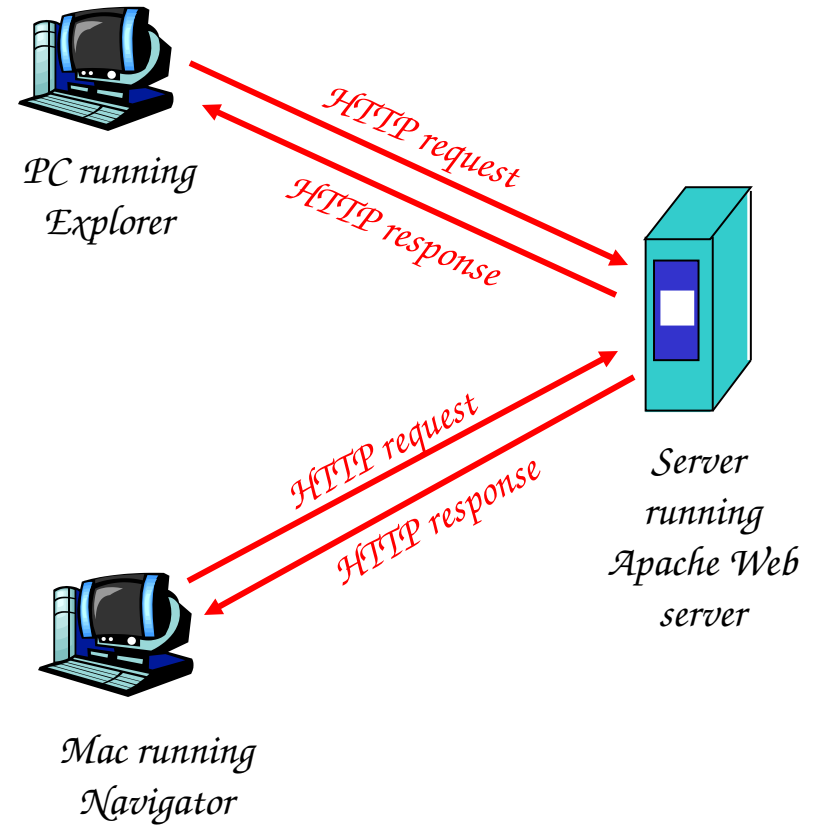 HTTP request
PC running
Explorer
HTTP response
HTTP request
HTTP response
Server
running
Apache Web
server
Mac running
Navigator